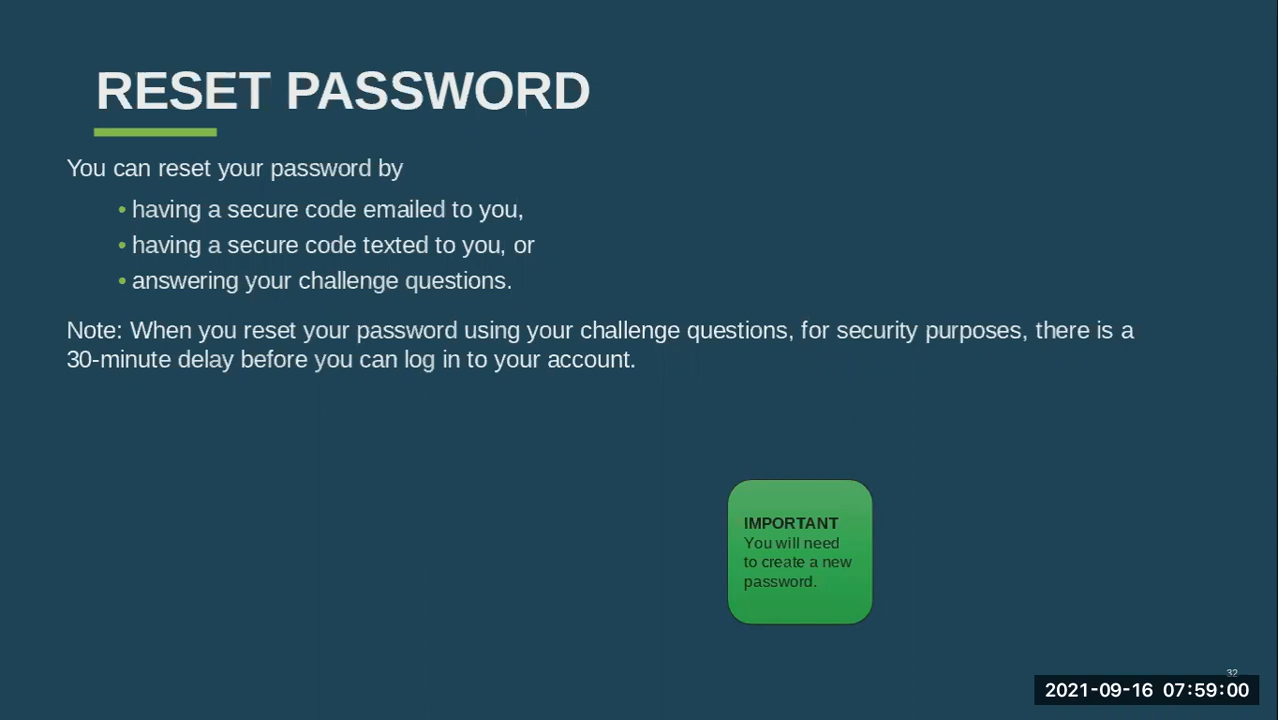 RESET PASSWORD
You can reset your password by
• having a secure code emailed to you,
• having a secure code texted to you, or
• answering your challenge questions.
Note: When you reset your password using your challenge questions, for security purposes, there is a
30-minute delay before you can log in to your account.
IMPORTANT
You will need
to create a new
password.
32
2021-09-16 07:59:00